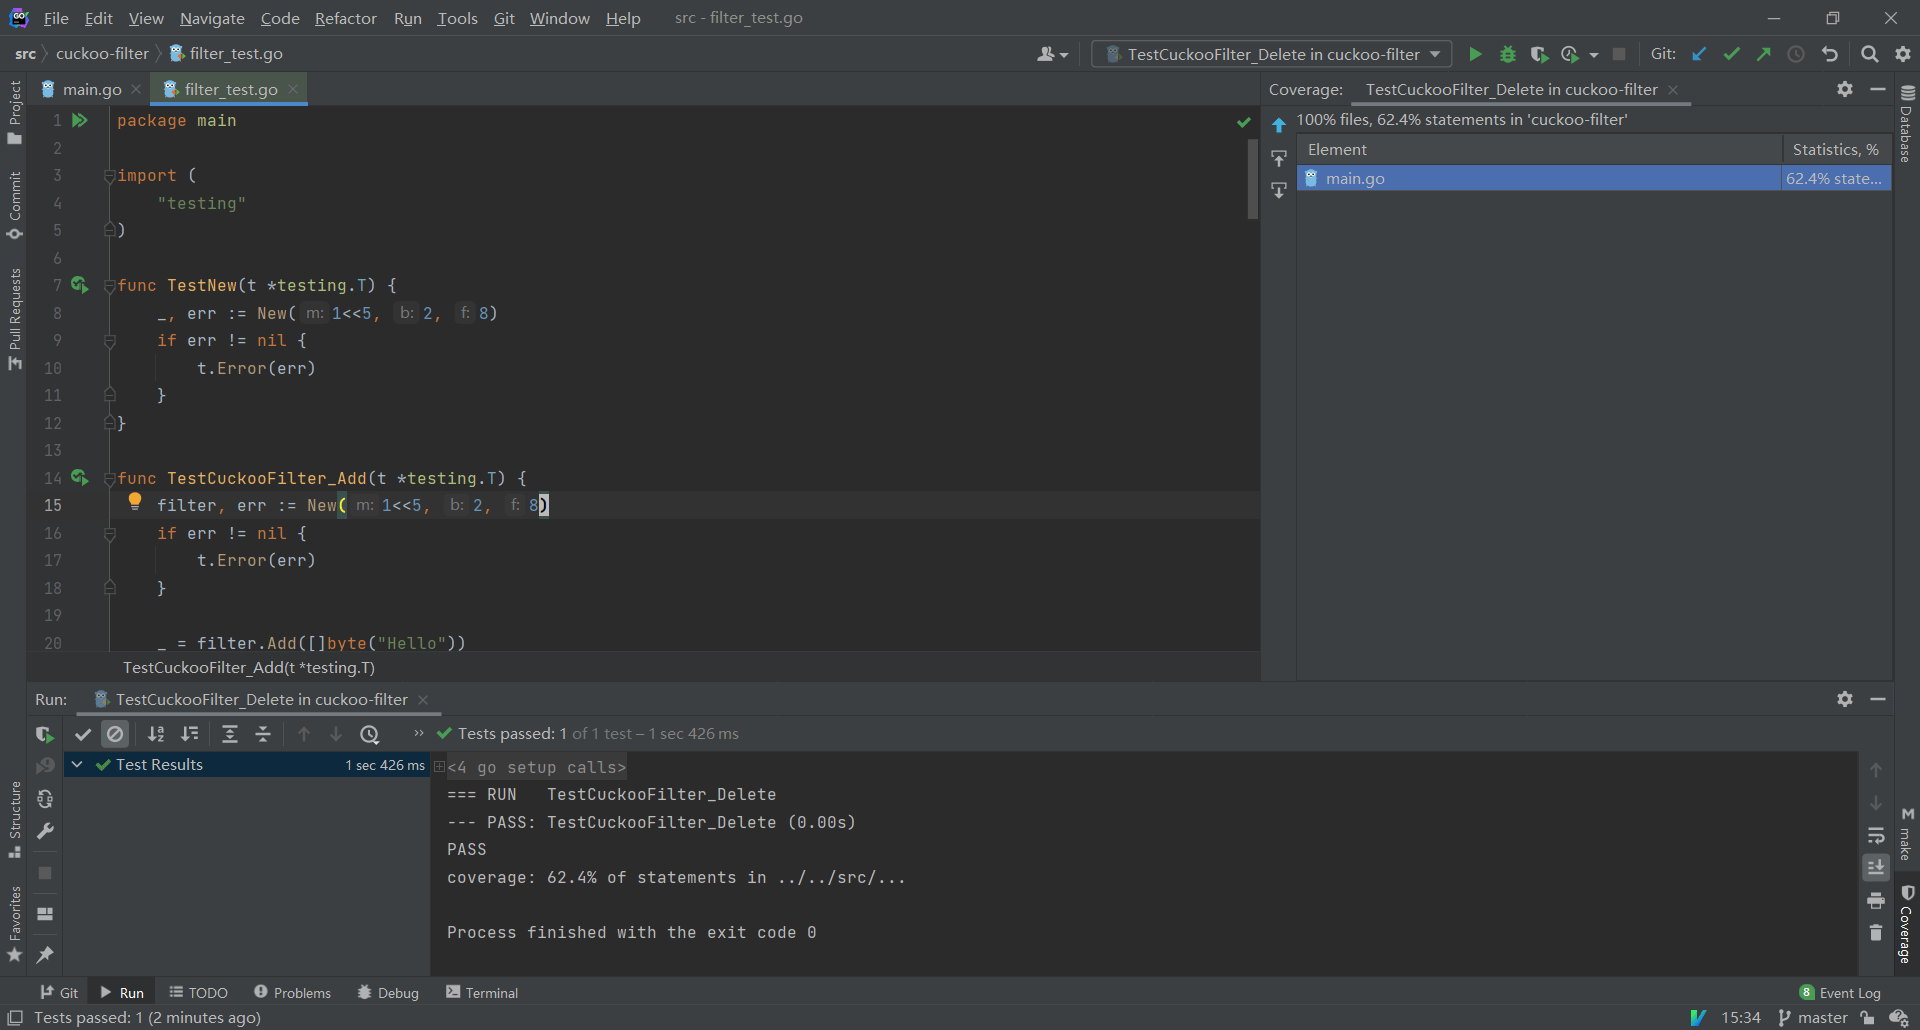 File Edit View Navigate Code Refactor Run Tools Git Window Help src - filter_test.go
src cuckoo-filter filter_test.go TestCuckooFilter_Delete in cuckoo-filter Git:
main.go filter_test.go
Coverage: TestCuckooFilter_Delete in cuckoo-filter
100% files, 62.4% statements in 'cuckoo-filter'
Element Statistics, %
main.go 62.4% state...
Project
Commit
Pull Requests
Structure
Favorites
Database
make
Coverage
1 package main
2
3 import (
4 "testing"
5 )
6
7 func TestNew(t *testing.T) {
8 _, err := New( m: 1<<5, b: 2, f: 8)
9 if err != nil {
10 t.Error(err)
11 }
12 }
13
14 func TestCuckooFilter_Add(t *testing.T) {
15 filter, err := New( m: 1<<5, b: 2, f: 8)
16 if err != nil {
17 t.Error(err)
18 }
19
20 _ = filter.Add([]byte("Hello"))
TestCuckooFilter_Add(t *testing.T)
Run: TestCuckooFilter_Delete in cuckoo-filter
Tests passed: 1 of 1 test – 1 sec 426 ms
Test Results 1 sec 426 ms
<4 go setup calls>
=== RUN TestCuckooFilter_Delete
--- PASS: TestCuckooFilter_Delete (0.00s)
PASS
coverage: 62.4% of statements in ../../src/...
Process finished with the exit code 0
Git Run TODO Problems Debug Terminal 8 Event Log
Tests passed: 1 (2 minutes ago) 15:34 master